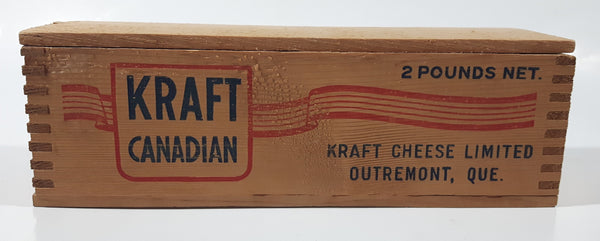 KRAFT
CANADIAN
2 POUNDS NET.
KRAFT CHEESE LIMITED
OUTREMONT, QUE.